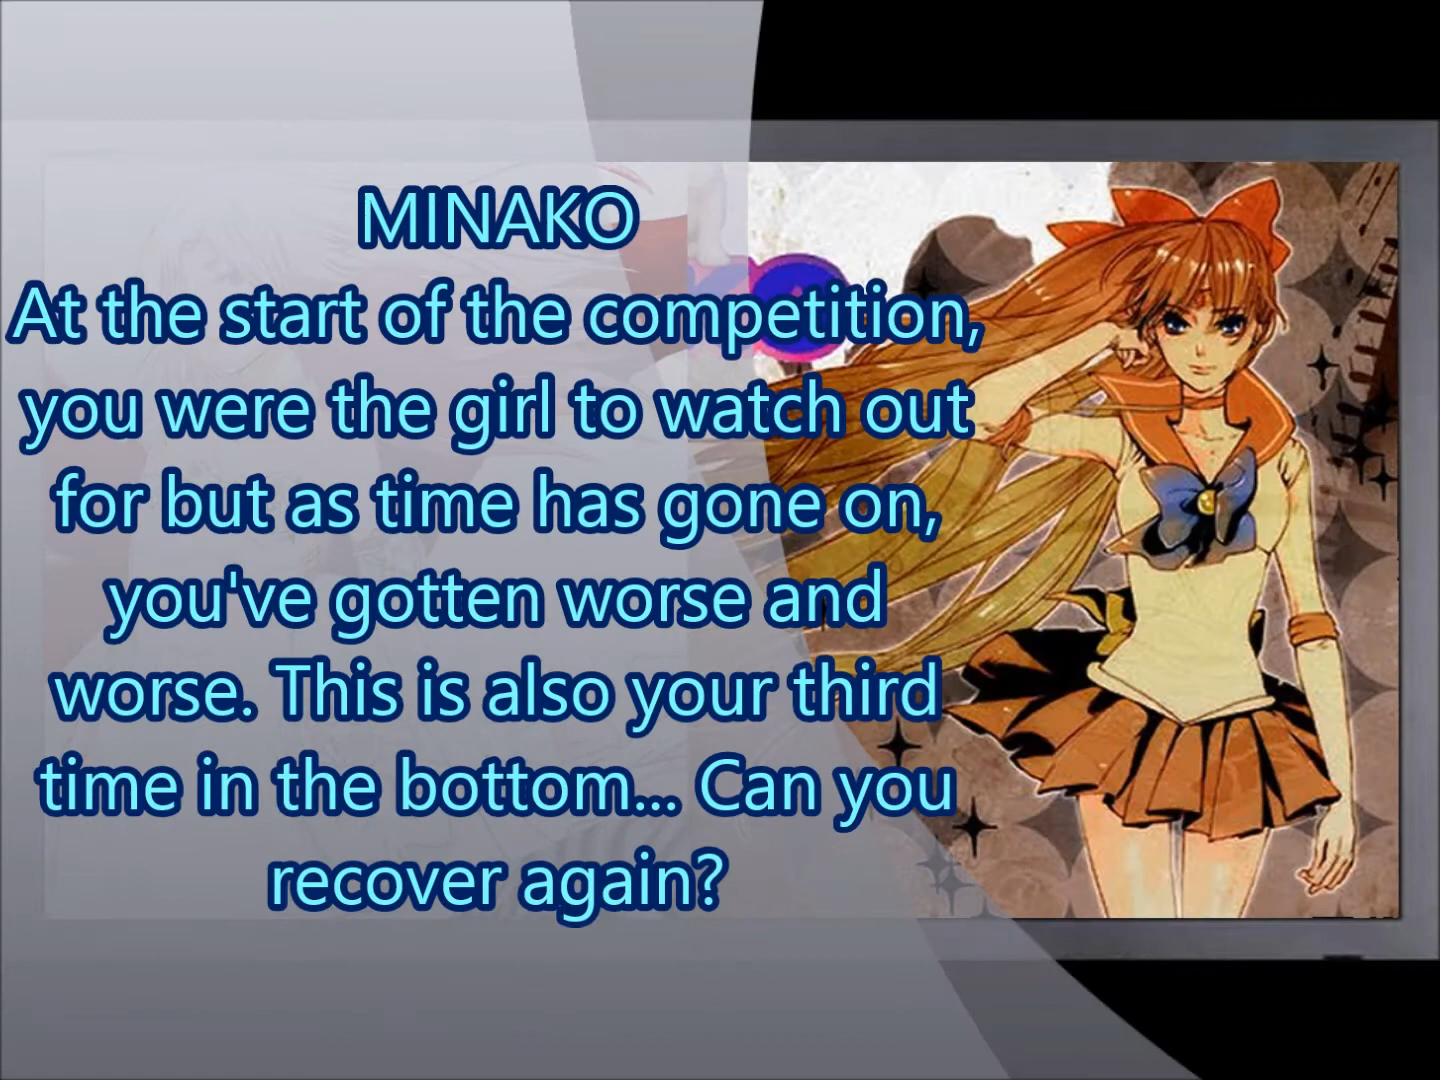 MINAKO
At the start of the competition,
you were the girl to watch out
for but as time has gone on,
you've gotten worse and
worse. This is also your third
time in the bottom... Can you
recover again?